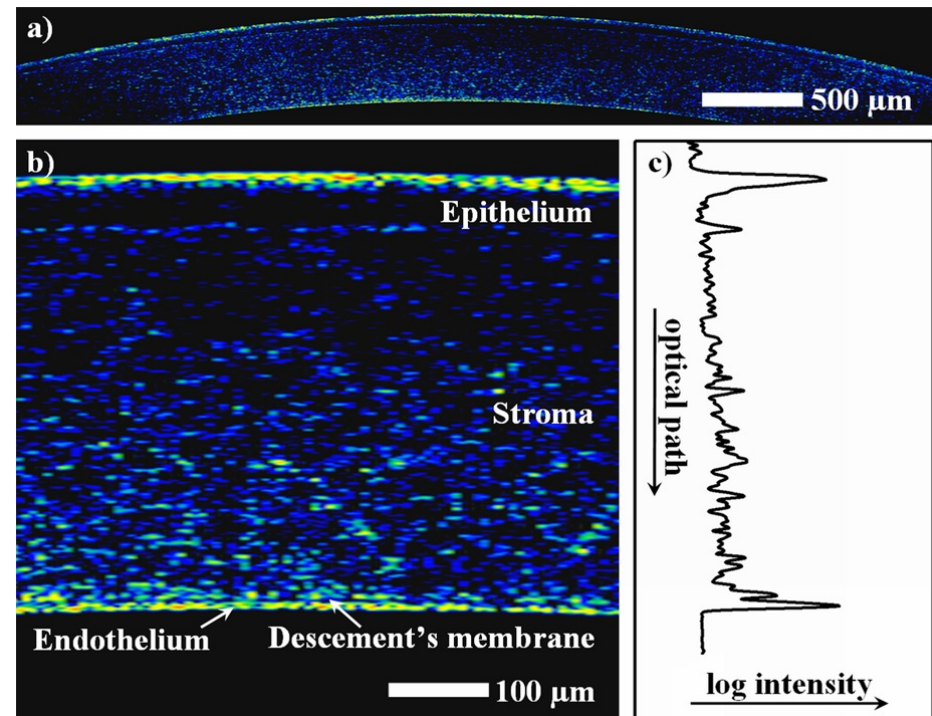 a)
500 µm
b)
Epithelium
Stroma
Endothelium
Descement's membrane
100 µm
c)
optical path
log intensity